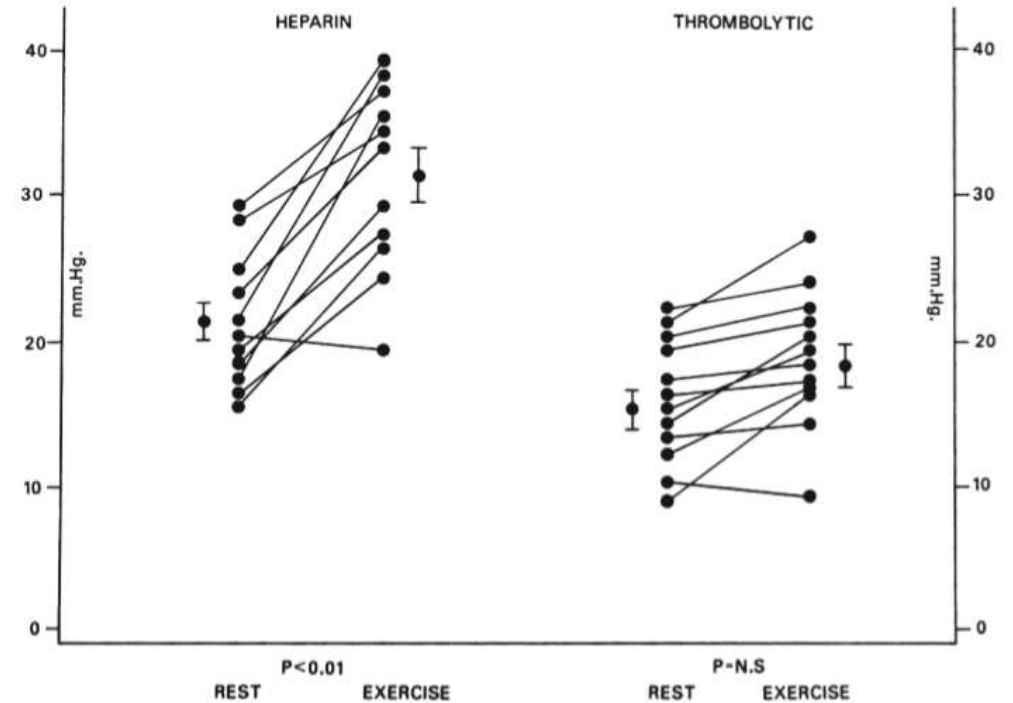 HEPARIN THROMBOLYTIC
40 40
30 30
mm.Hg. mm.Hg.
20 20
10 10
0 0
P<0.01 P=N.S
REST EXERCISE REST EXERCISE